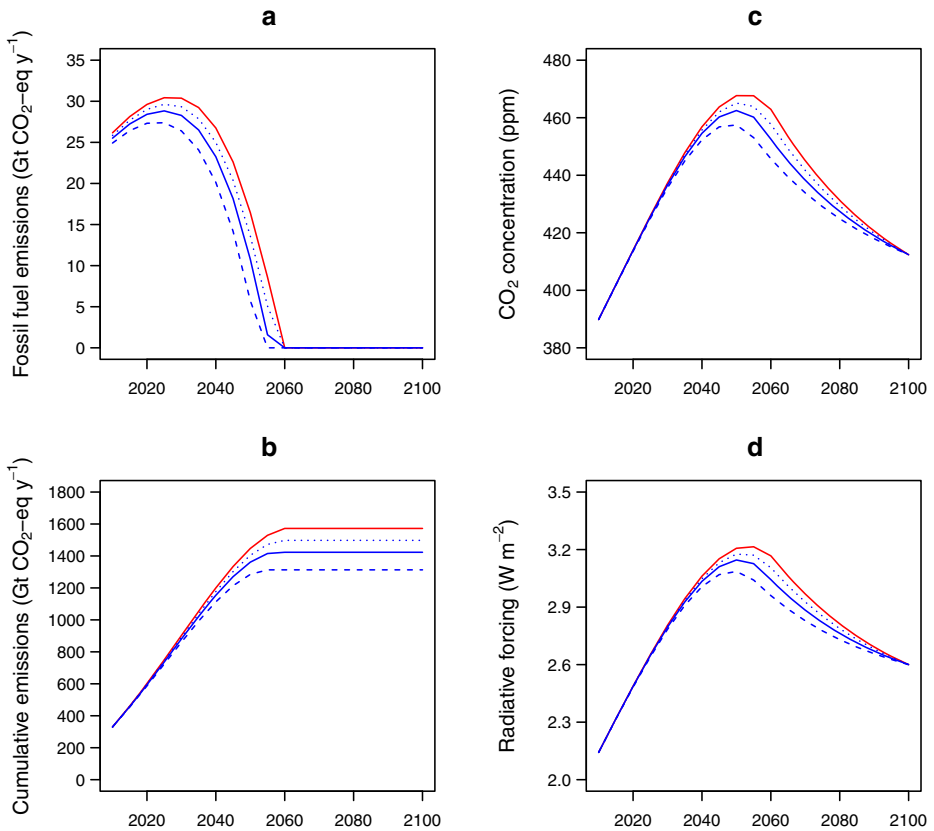 a
Fossil fuel emissions (Gt CO₂−eq y⁻¹)
35
30
25
20
15
10
5
0
2020 2040 2060 2080 2100
c
CO₂ concentration (ppm)
480
460
440
420
400
380
2020 2040 2060 2080 2100
b
Cumulative emissions (Gt CO₂−eq y⁻¹)
1800
1600
1400
1200
1000
800
600
400
200
0
2020 2040 2060 2080 2100
d
Radiative forcing (W m⁻²)
3.5
3.2
2.9
2.6
2.3
2.0
2020 2040 2060 2080 2100